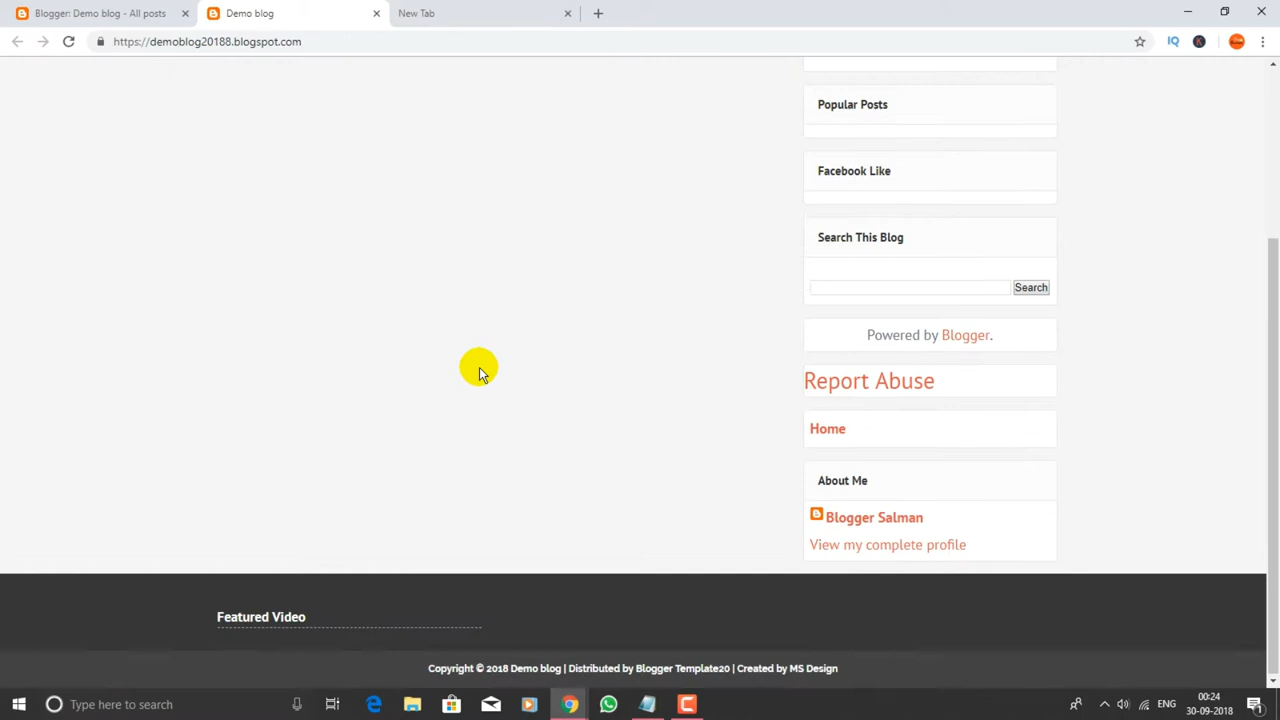 Blogger: Demo blog - All posts
Demo blog
New Tab
https://demoblog20188.blogspot.com
IQ
K
Popular Posts
Facebook Like
Search This Blog
Search
Powered by Blogger.
Report Abuse
Home
About Me
Blogger Salman
View my complete profile
Featured Video
Copyright © 2018 Demo blog | Distributed by Blogger Template20 | Created by MS Design
Type here to search
ENG
00:24
30-09-2018
1